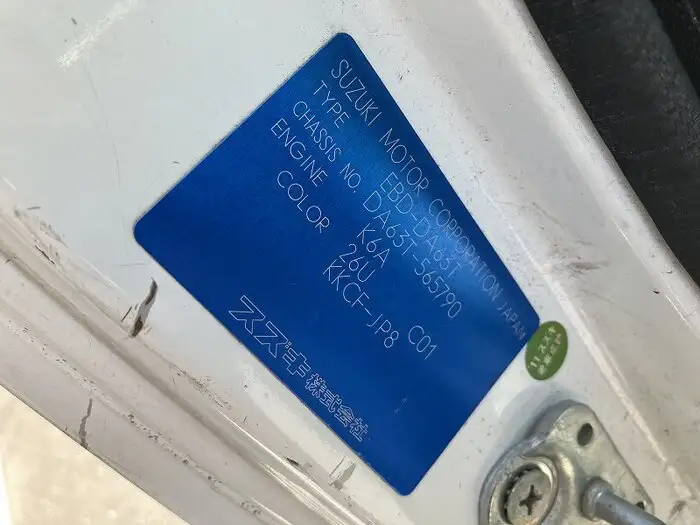 SUZUKI MOTOR CORPORATION JAPAN
TYPE EBD-DA63T
CHASSIS NO. DA63T-565790
ENGINE K6A
COLOR 26U
KKCF-JP8 C01
スズキ株式会社